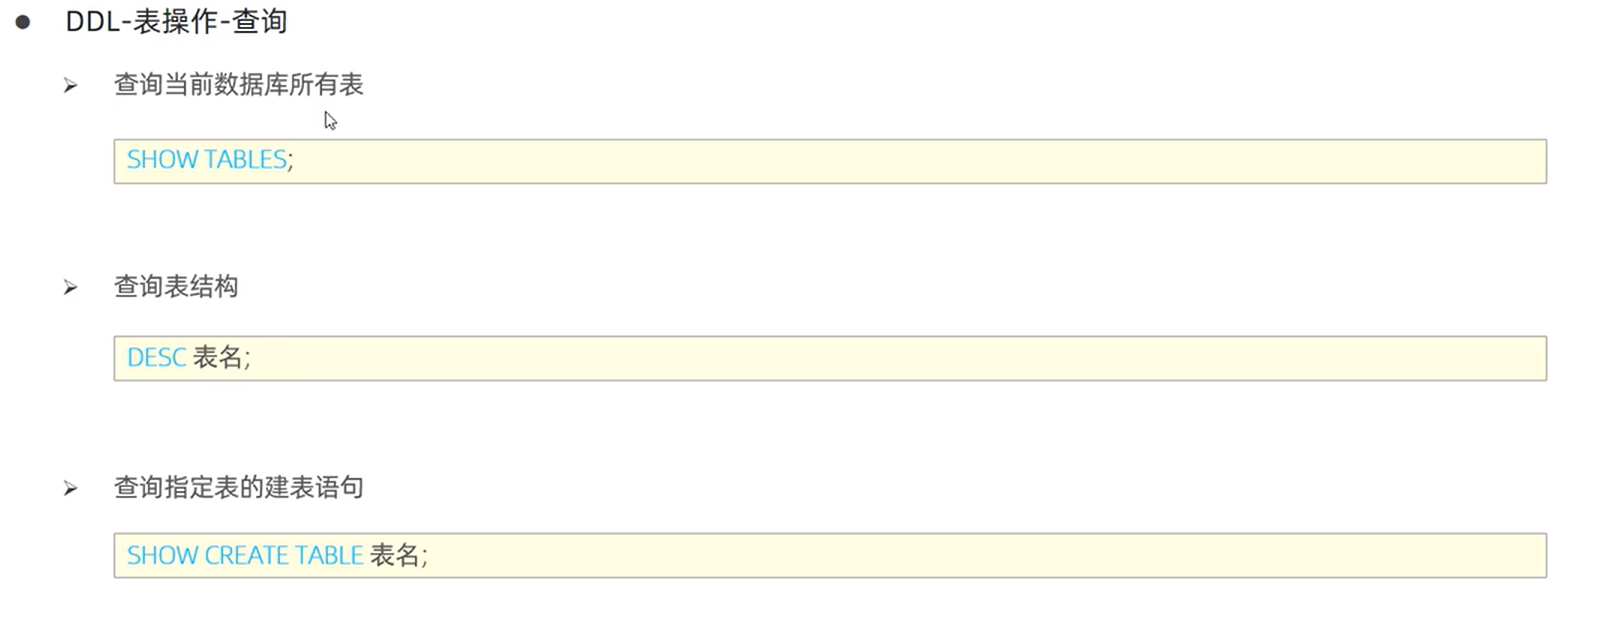 DDL-表操作-查询
查询当前数据库所有表
SHOW TABLES;
查询表结构
DESC 表名;
查询指定表的建表语句
SHOW CREATE TABLE 表名;